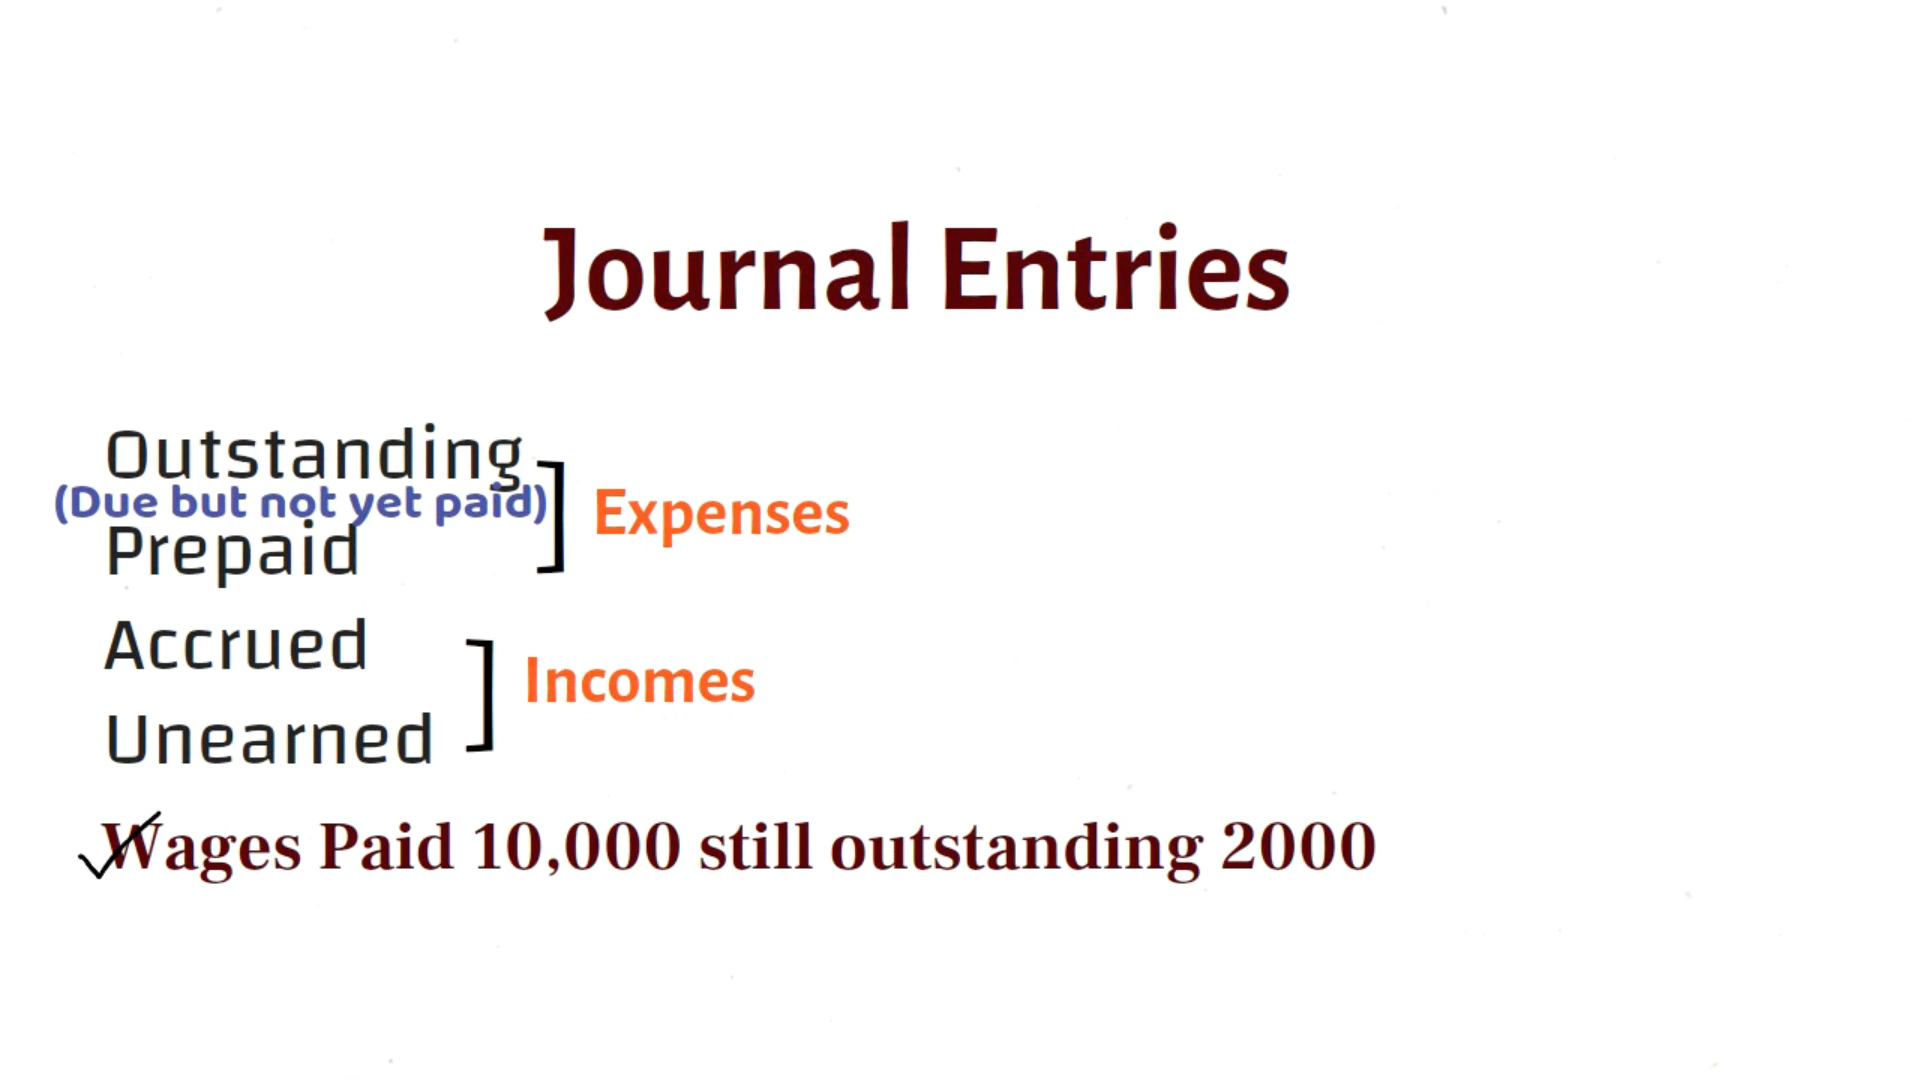 Journal Entries
Outstanding
(Due but not yet paid)
Expenses
Prepaid
Accrued
Incomes
Unearned
Wages Paid 10,000 still outstanding 2000